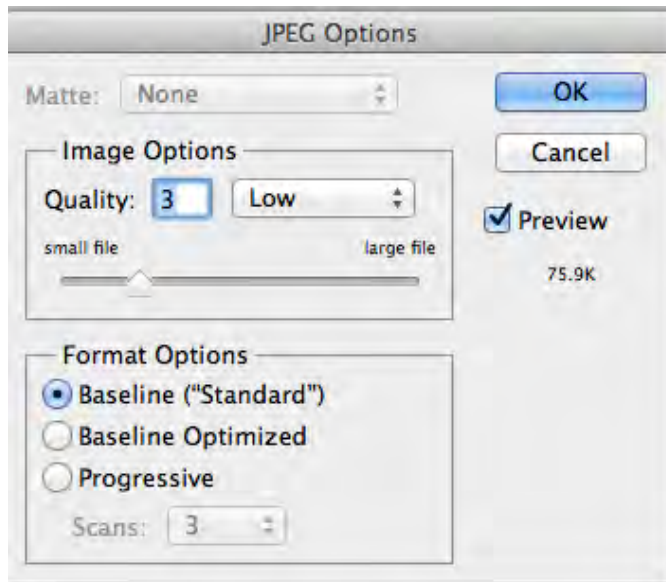 JPEG Options
Matte: None
OK
Image Options
Cancel
Quality: 3 Low
Preview
small file large file
75.9K
Format Options
Baseline (“Standard”)
Baseline Optimized
Progressive
Scans: 3